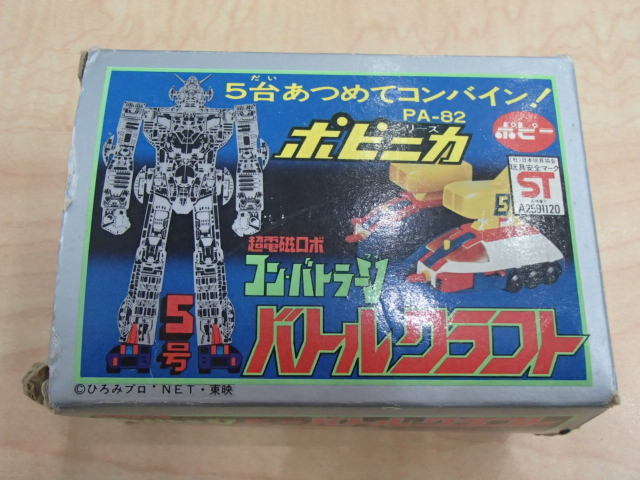 5台あつめてコンバイン!
だい
PA-82
ポピニカ
リーズ
ポピー
(社)日本玩具協会
玩具安全マーク
ST
A2591120
超電磁ロボ
コン・バトラーV
5号
バトルクラフト
©ひろみプロ・NET・東映